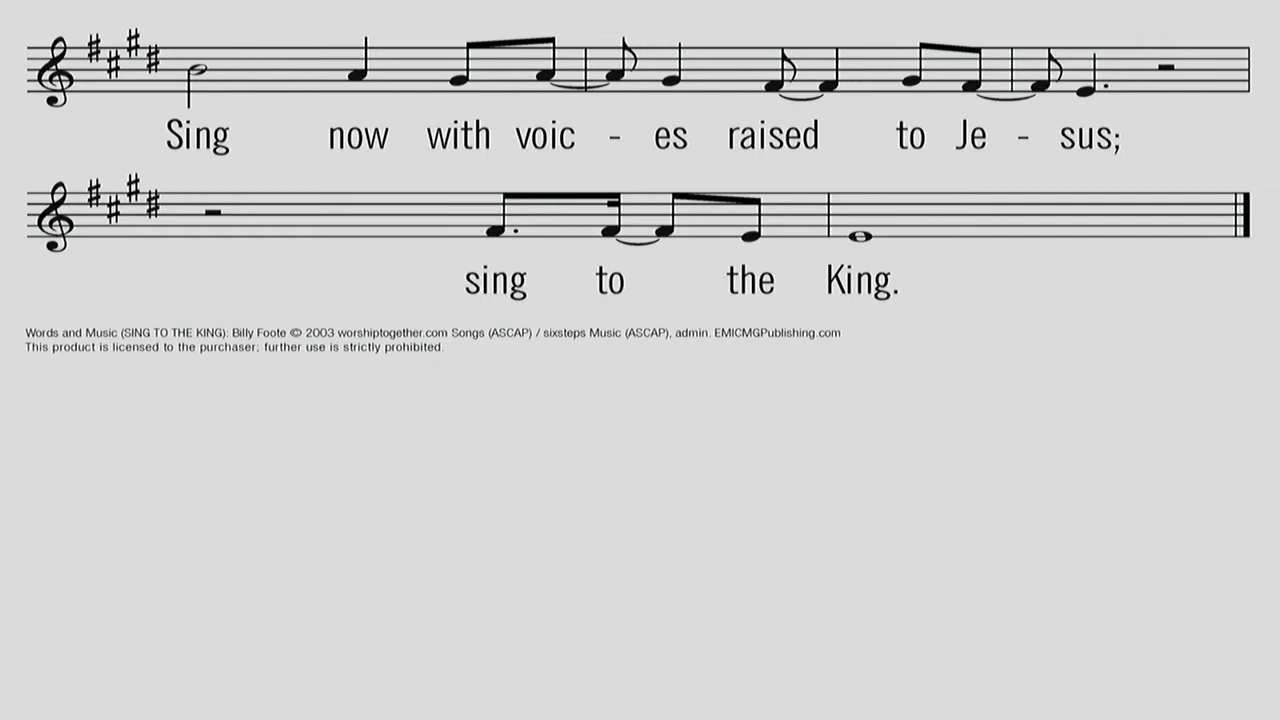 Sing now with voic - es raised to Je - sus;
sing to the King.
Words and Music (SING TO THE KING): Billy Foote © 2003 worshiptogether.com Songs (ASCAP) / sixsteps Music (ASCAP), admin. EMICMGPublishing.com
This product is licensed to the purchaser; further use is strictly prohibited.